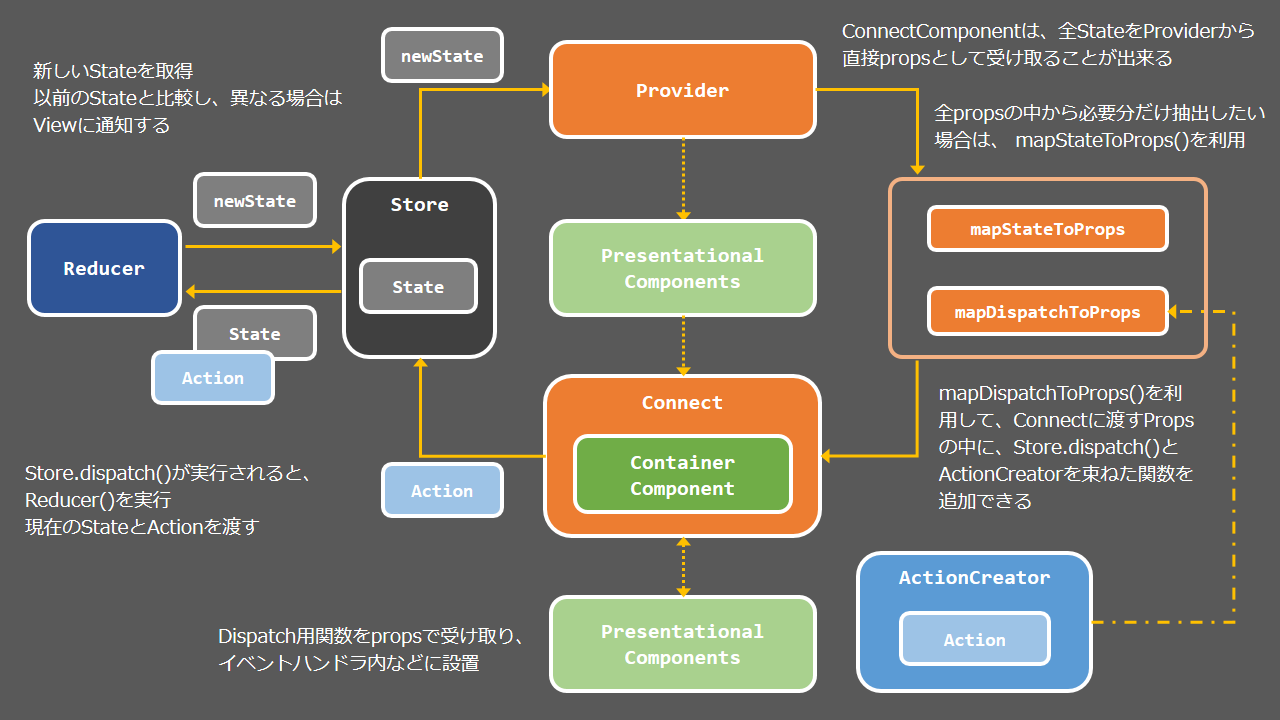 新しいStateを取得
以前のStateと比較し、異なる場合は
Viewに通知する
newState
Provider
ConnectComponentは、全StateをProviderから
直接propsとして受け取ることが出来る
全propsの中から必要分だけ抽出したい
場合は、 mapStateToProps()を利用
newState
Reducer
State
Action
Store
State
Presentational
Components
mapStateToProps
mapDispatchToProps
Connect
Container
Component
Action
mapDispatchToProps()を利
用して、Connectに渡すProps
の中に、Store.dispatch()と
ActionCreatorを束ねた関数を
追加できる
Store.dispatch()が実行されると、
Reducer()を実行
現在のStateとActionを渡す
Dispatch用関数をpropsで受け取り、
イベントハンドラ内などに設置
Presentational
Components
ActionCreator
Action